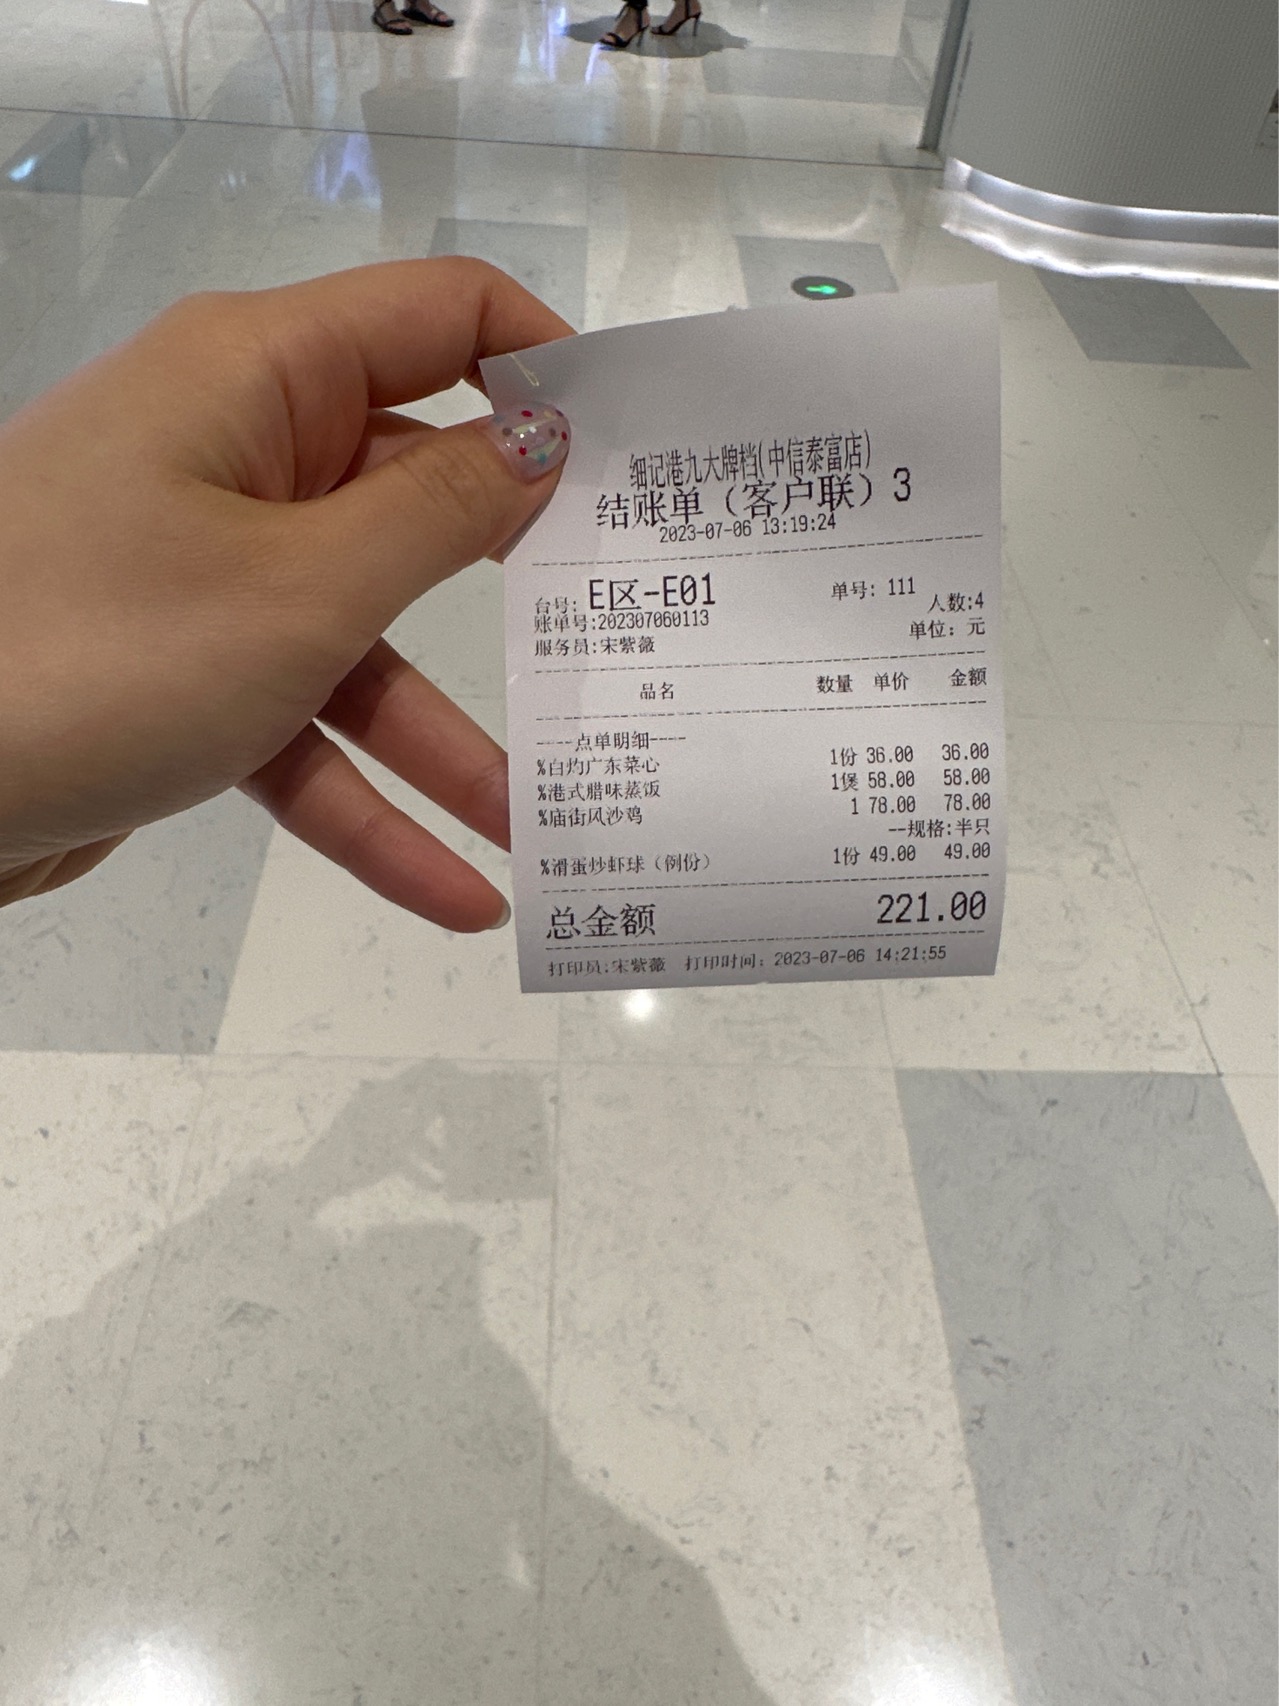 细记港九大牌档(中信泰富店)
结账单（客户联）3
2023-07-06 13:19:24
台号: E区-E01 单号: 111
账单号:202307060113 人数:4
服务员:宋紫薇 单位: 元
品名 数量 单价 金额
----点单明细----
%白灼广东菜心 1份 36.00 36.00
%港式腊味蒸饭 1煲 58.00 58.00
%庙街风沙鸡 1 78.00 78.00
--规格:半只
%滑蛋炒虾球（例份） 1份 49.00 49.00
总金额 221.00
打印员:宋紫薇 打印时间: 2023-07-06 14:21:55